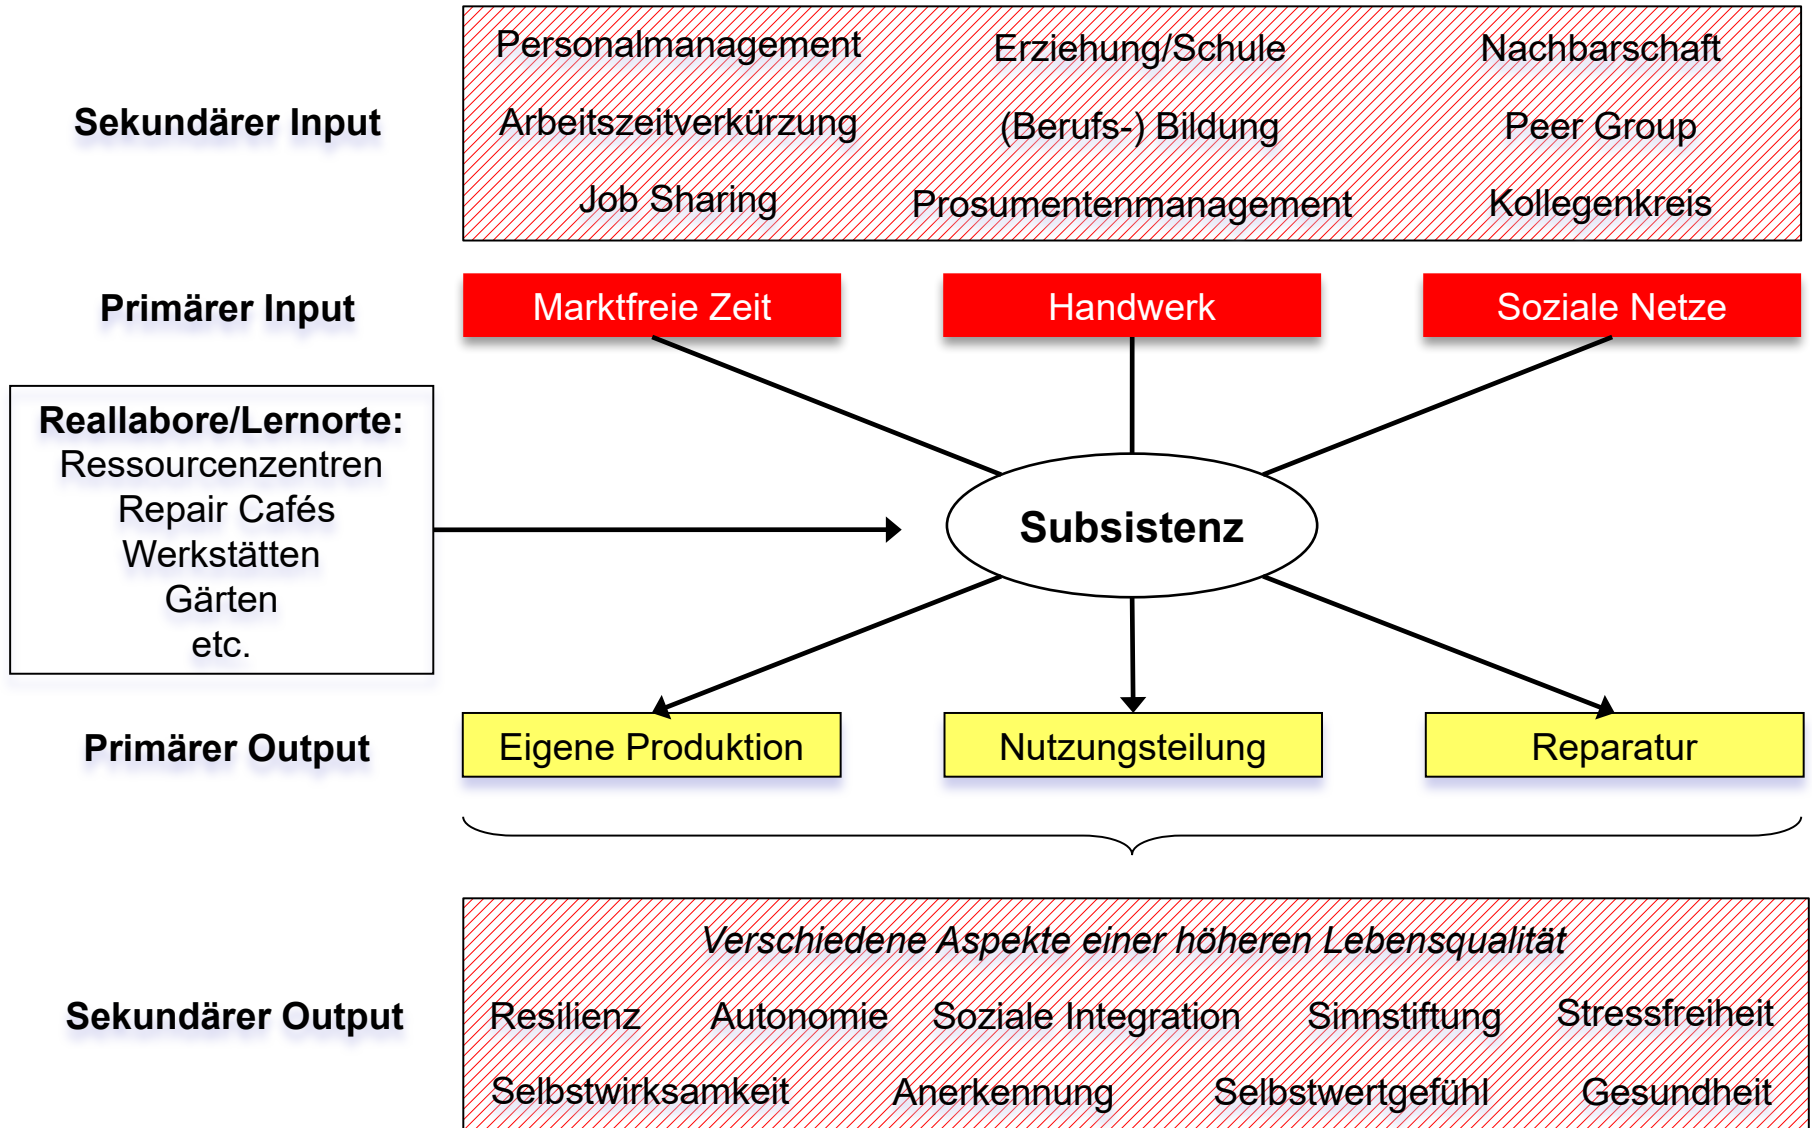 Personalmanagement Erziehung/Schule Nachbarschaft
Sekundärer Input Arbeitszeitverkürzung (Berufs-) Bildung Peer Group
Job Sharing Prosumentenmanagement Kollegenkreis
Primärer Input Marktfreie Zeit Handwerk Soziale Netze
Reallabore/Lernorte:
Ressourcenzentren
Repair Cafés
Werkstätten
Gärten
etc.
Subsistenz
Primärer Output Eigene Produktion Nutzungsteilung Reparatur
Verschiedene Aspekte einer höheren Lebensqualität
Sekundärer Output Resilienz Autonomie Soziale Integration Sinnstiftung Stressfreiheit
Selbstwirksamkeit Anerkennung Selbstwertgefühl Gesundheit